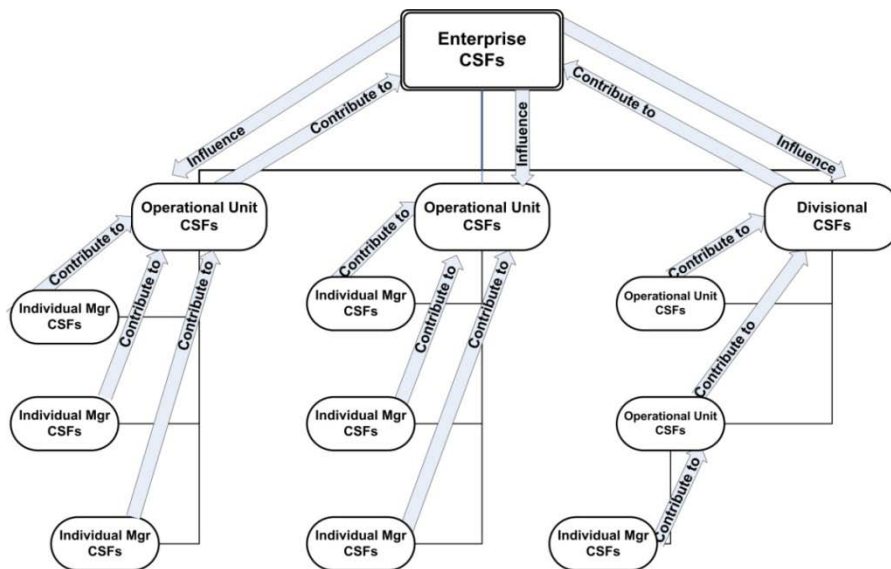 Enterprise
CSFs
Influence
Contribute to
Influence
Contribute to
Influence
Operational Unit
CSFs
Operational Unit
CSFs
Divisional
CSFs
Contribute to
Contribute to
Contribute to
Individual Mgr
CSFs
Individual Mgr
CSFs
Operational Unit
CSFs
Contribute to
Contribute to
Contribute to
Contribute to
Contribute to
Individual Mgr
CSFs
Individual Mgr
CSFs
Operational Unit
CSFs
Contribute to
Individual Mgr
CSFs
Individual Mgr
CSFs
Individual Mgr
CSFs